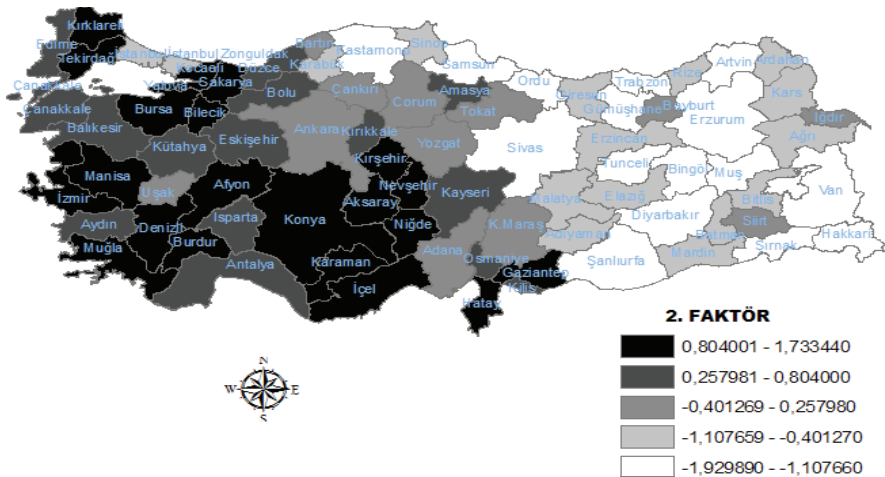 Kırklareli
Edirne
Tekirdağ
İstanbul
İstanbul
Kocaeli
Yalova
Sakarya
Düzce
Zonguldak
Bartın
Karabük
Kastamonu
Sinop
Samsun
Ordu
Giresun
Trabzon
Rize
Artvin
Ardahan
Çanakkale
Çanakkale
Balıkesir
Bursa
Bilecik
Bolu
Çankırı
Çorum
Amasya
Tokat
Gümüşhane
Bayburt
Erzurum
Kars
Iğdır
Ağrı
Kütahya
Eskişehir
Ankara
Kırıkkale
Yozgat
Sivas
Erzincan
Tunceli
Bingöl
Muş
Van
Manisa
Uşak
Afyon
Kırşehir
Nevşehir
Aksaray
Kayseri
Malatya
Elazığ
Bitlis
İzmir
Aydın
Denizli
Isparta
Konya
Niğde
K.Maraş
Adıyaman
Diyarbakır
Batman
Siirt
Şırnak
Hakkari
Muğla
Burdur
Antalya
Karaman
İçel
Adana
Osmaniye
Gaziantep
Kilis
Hatay
Şanlıurfa
Mardin
N
W
E
S
2. FAKTÖR
0,804001 - 1,733440
0,257981 - 0,804000
-0,401269 - 0,257980
-1,107659 - -0,401270
-1,929890 - -1,107660